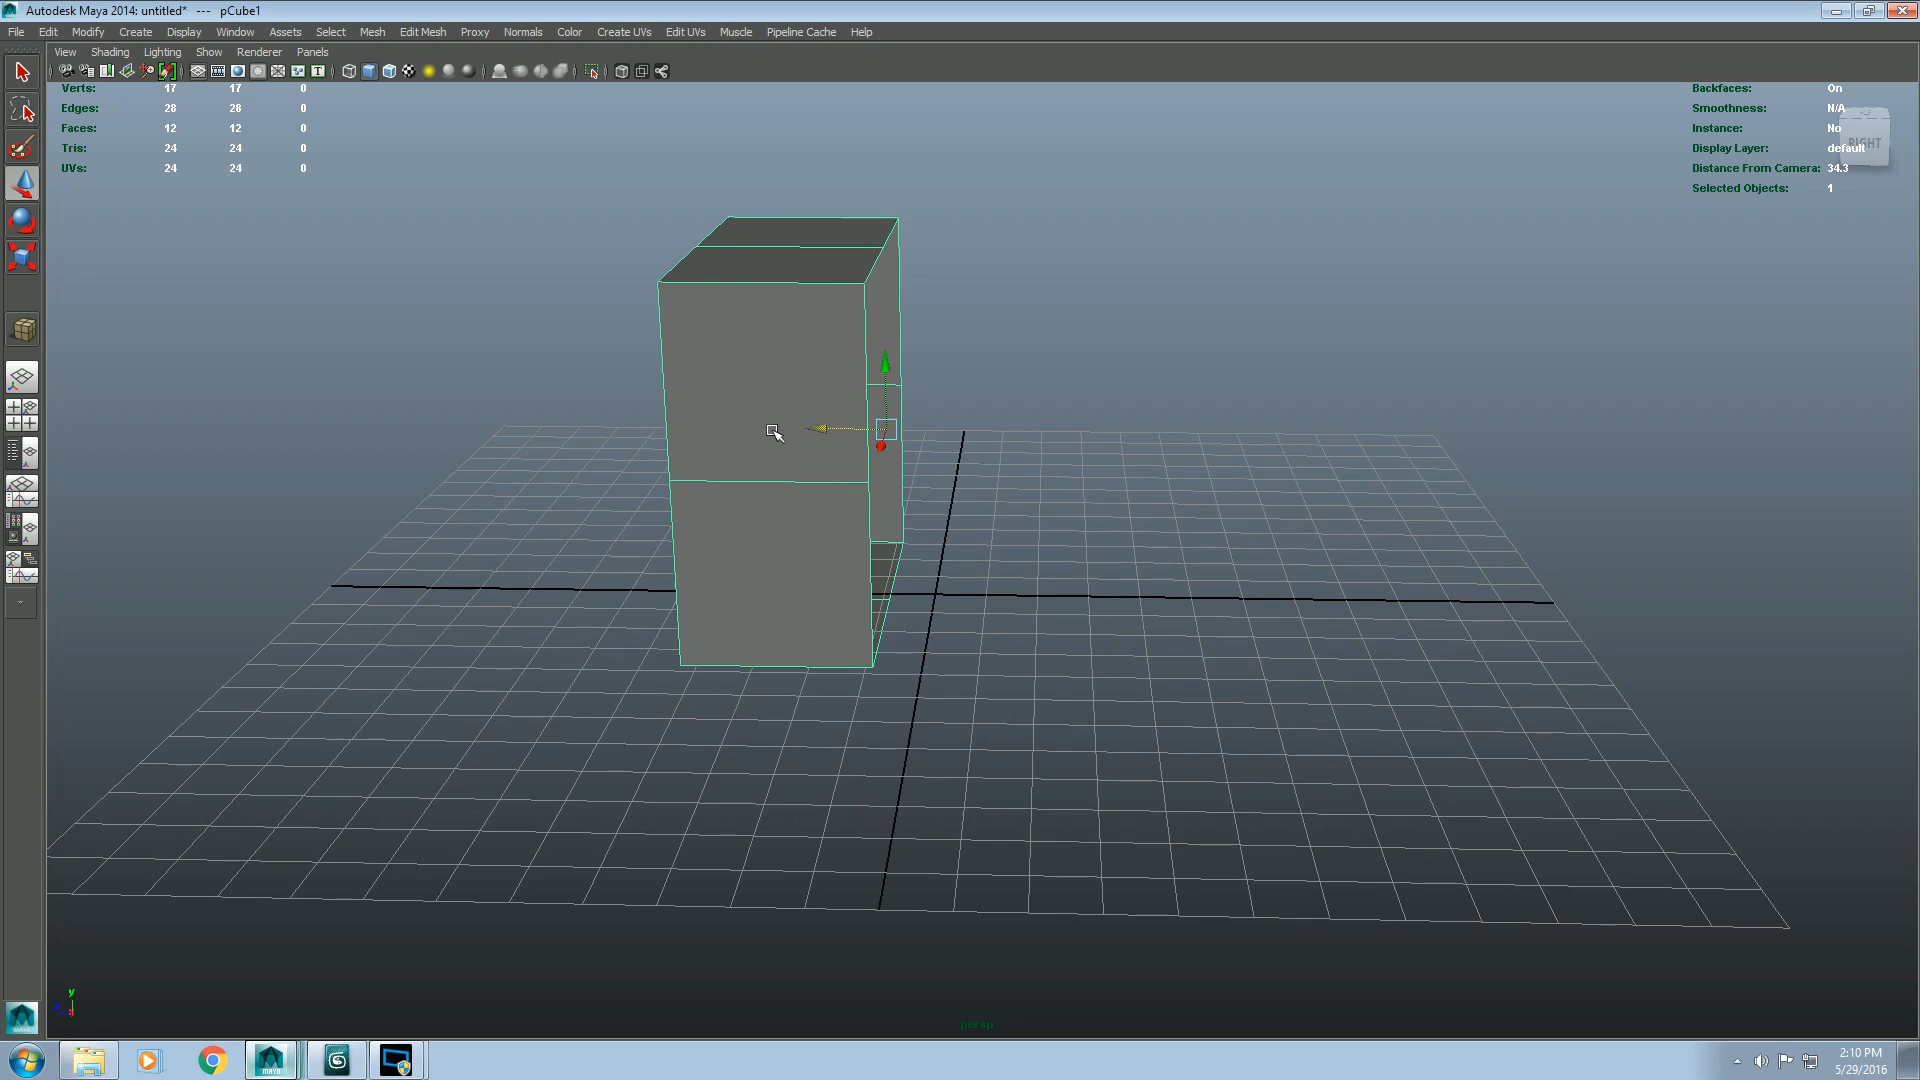 Autodesk Maya 2014: untitled* --- pCube1
File Edit Modify Create Display Window Assets Select Mesh Edit Mesh Proxy Normals Color Create UVs Edit UVs Muscle Pipeline Cache Help
View Shading Lighting Show Renderer Panels
Verts: 17 17 0
Edges: 28 28 0
Faces: 12 12 0
Tris: 24 24 0
UVs: 24 24 0
Backfaces: On
Smoothness: N/A
Instance: No
Display Layer: default
Distance From Camera: 34.3
Selected Objects: 1
RIGHT
y
persp
MAYA
2:10 PM
5/29/2016